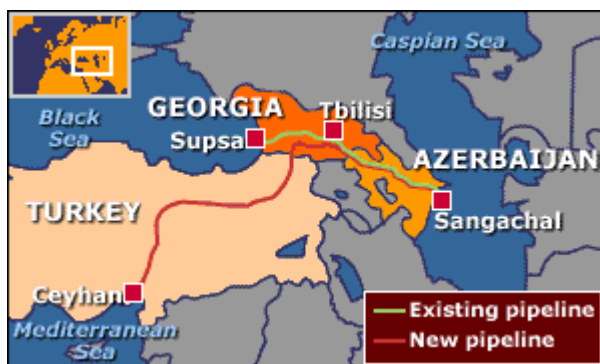 Caspian Sea
GEORGIA
Tbilisi
Black
Sea
Supsa
AZERBAIJAN
TURKEY
Sangachal
Ceyhan
Existing pipeline
Mediterranean
Sea
New pipeline